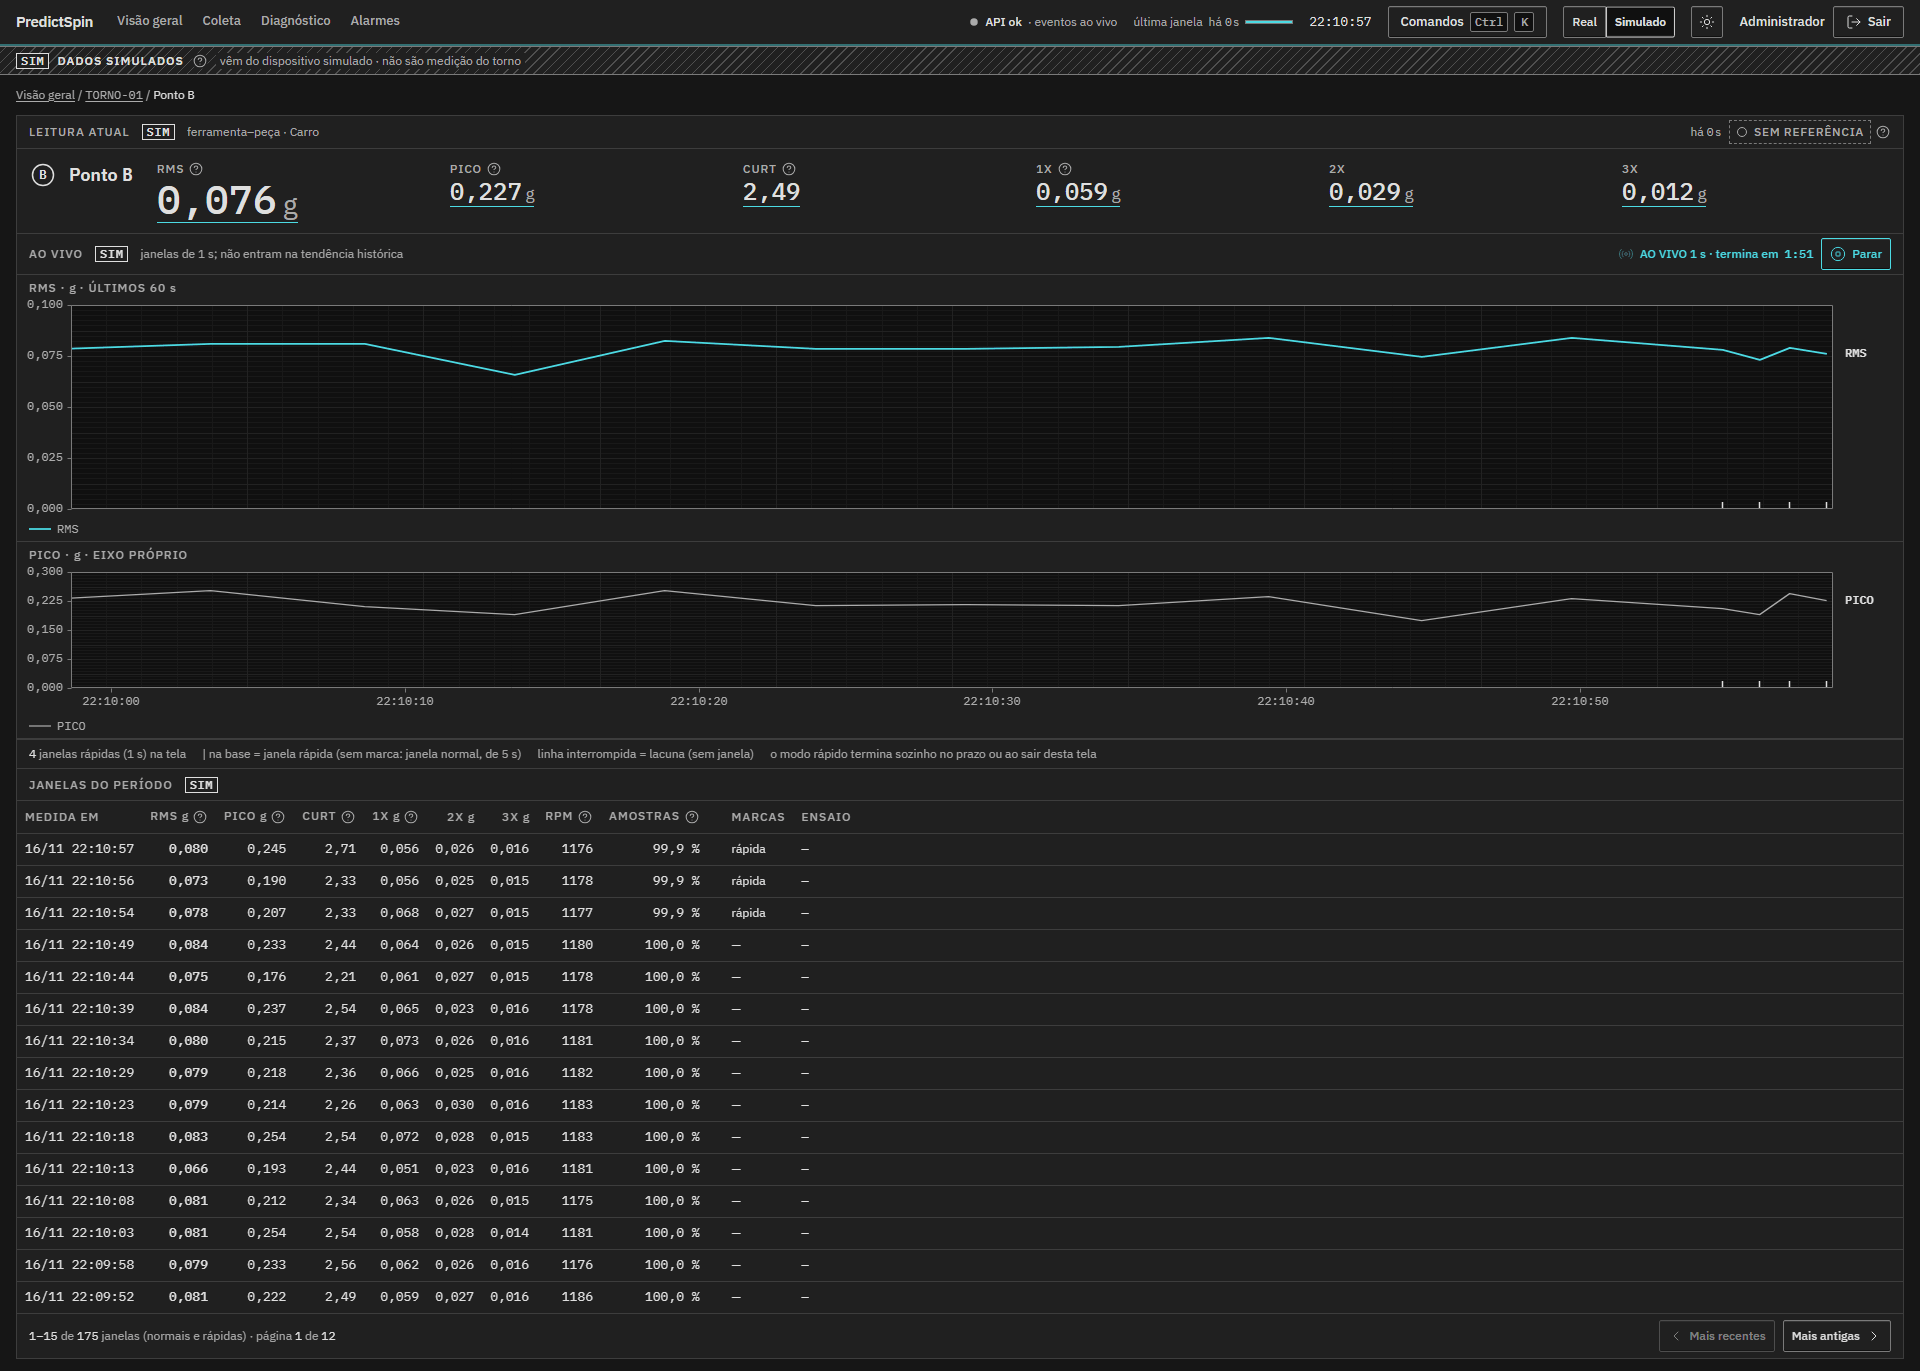 PredictSpin Visão geral Coleta Diagnóstico Alarmes API ok · eventos ao vivo última janela há 0 s 22:10:57 Comandos Ctrl K Real Simulado Administrador Sair
SIM DADOS SIMULADOS ? vêm do dispositivo simulado · não são medição do torno
Visão geral / TORNO-01 / Ponto B
LEITURA ATUAL SIM ferramenta–peça · Carro há 0 s SEM REFERÊNCIA ?
B Ponto B
RMS ? 0,076 g
PICO ? 0,227 g
CURT ? 2,49
1X ? 0,059 g
2X 0,029 g
3X 0,012 g
AO VIVO SIM janelas de 1 s; não entram na tendência histórica AO VIVO 1 s · termina em 1:51 Parar
RMS · g · ÚLTIMOS 60 s
0,100
0,075
0,050
0,025
0,000
RMS
RMS
PICO · g · EIXO PRÓPRIO
0,300
0,225
0,150
0,075
0,000
PICO
22:10:00 22:10:10 22:10:20 22:10:30 22:10:40 22:10:50
PICO
4 janelas rápidas (1 s) na tela | na base = janela rápida (sem marca: janela normal, de 5 s) linha interrompida = lacuna (sem janela) o modo rápido termina sozinho no prazo ou ao sair desta tela
JANELAS DO PERÍODO SIM
MEDIDA EM RMS g ? PICO g ? CURT ? 1X g ? 2X g 3X g RPM ? AMOSTRAS ? MARCAS ENSAIO
16/11 22:10:57 0,080 0,245 2,71 0,056 0,026 0,016 1176 99,9 % rápida —
16/11 22:10:56 0,073 0,190 2,33 0,056 0,025 0,015 1178 99,9 % rápida —
16/11 22:10:54 0,078 0,207 2,33 0,068 0,027 0,015 1177 99,9 % rápida —
16/11 22:10:49 0,084 0,233 2,44 0,064 0,026 0,015 1180 100,0 % — —
16/11 22:10:44 0,075 0,176 2,21 0,061 0,027 0,015 1178 100,0 % — —
16/11 22:10:39 0,084 0,237 2,54 0,065 0,023 0,016 1178 100,0 % — —
16/11 22:10:34 0,080 0,215 2,37 0,073 0,026 0,016 1181 100,0 % — —
16/11 22:10:29 0,079 0,218 2,36 0,066 0,025 0,016 1182 100,0 % — —
16/11 22:10:23 0,079 0,214 2,26 0,063 0,030 0,016 1183 100,0 % — —
16/11 22:10:18 0,083 0,254 2,54 0,072 0,028 0,015 1183 100,0 % — —
16/11 22:10:13 0,066 0,193 2,44 0,051 0,023 0,016 1181 100,0 % — —
16/11 22:10:08 0,081 0,212 2,34 0,063 0,026 0,015 1175 100,0 % — —
16/11 22:10:03 0,081 0,254 2,54 0,058 0,028 0,014 1181 100,0 % — —
16/11 22:09:58 0,079 0,233 2,56 0,062 0,026 0,016 1176 100,0 % — —
16/11 22:09:52 0,081 0,222 2,49 0,059 0,027 0,016 1186 100,0 % — —
1–15 de 175 janelas (normais e rápidas) · página 1 de 12 Mais recentes Mais antigas